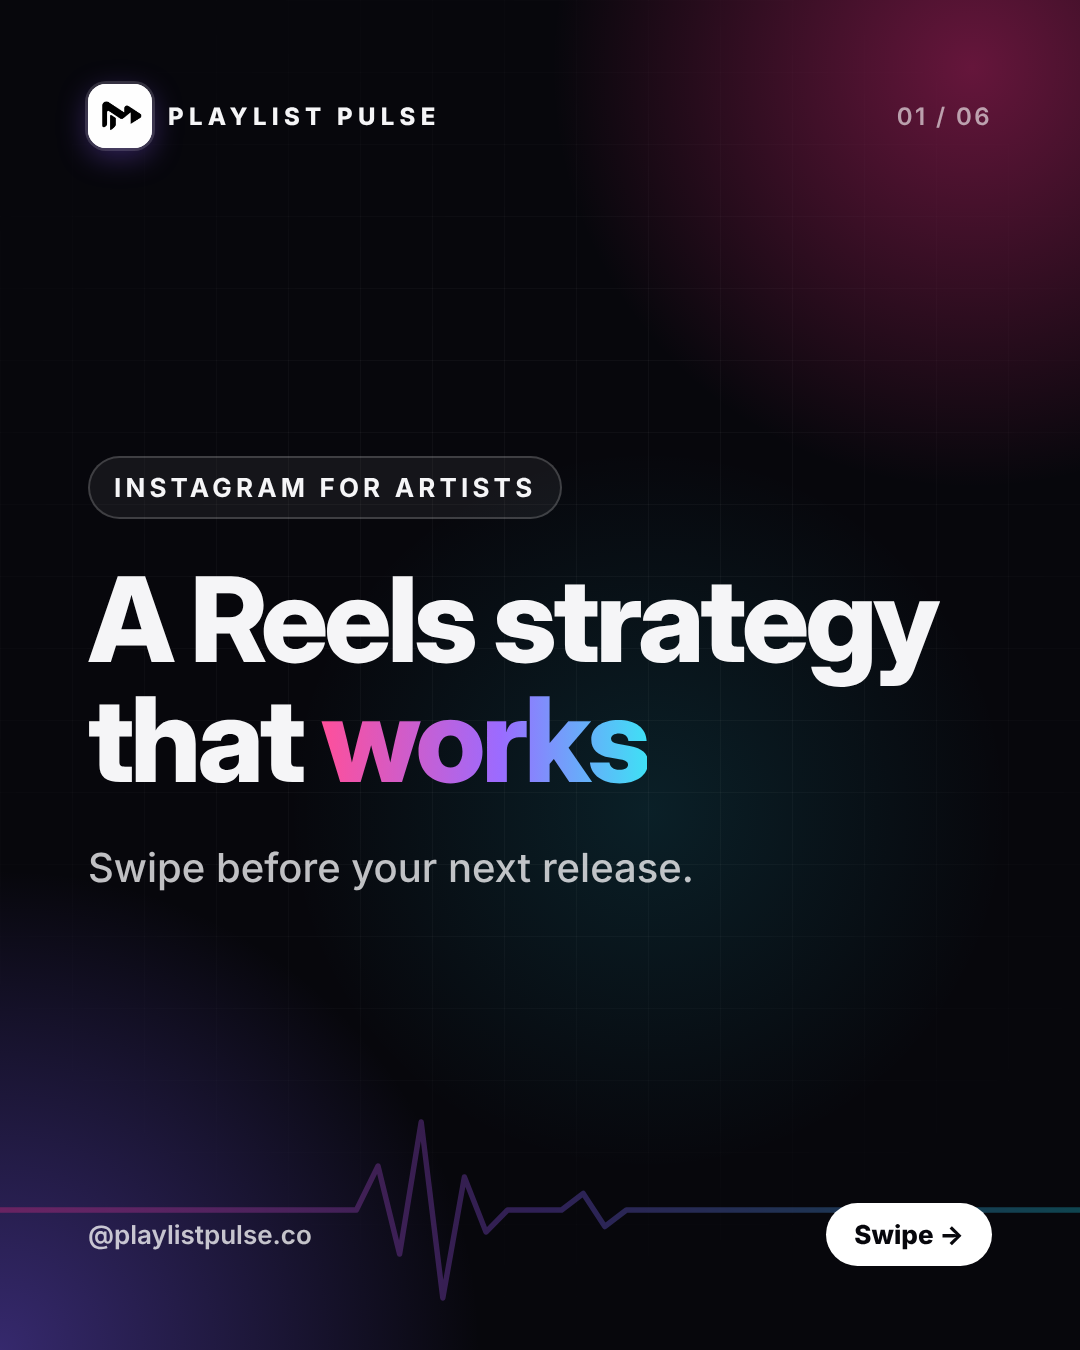 PLAYLIST PULSE
01 / 06
INSTAGRAM FOR ARTISTS
A Reels strategy
that works
Swipe before your next release.
@playlistpulse.co
Swipe →